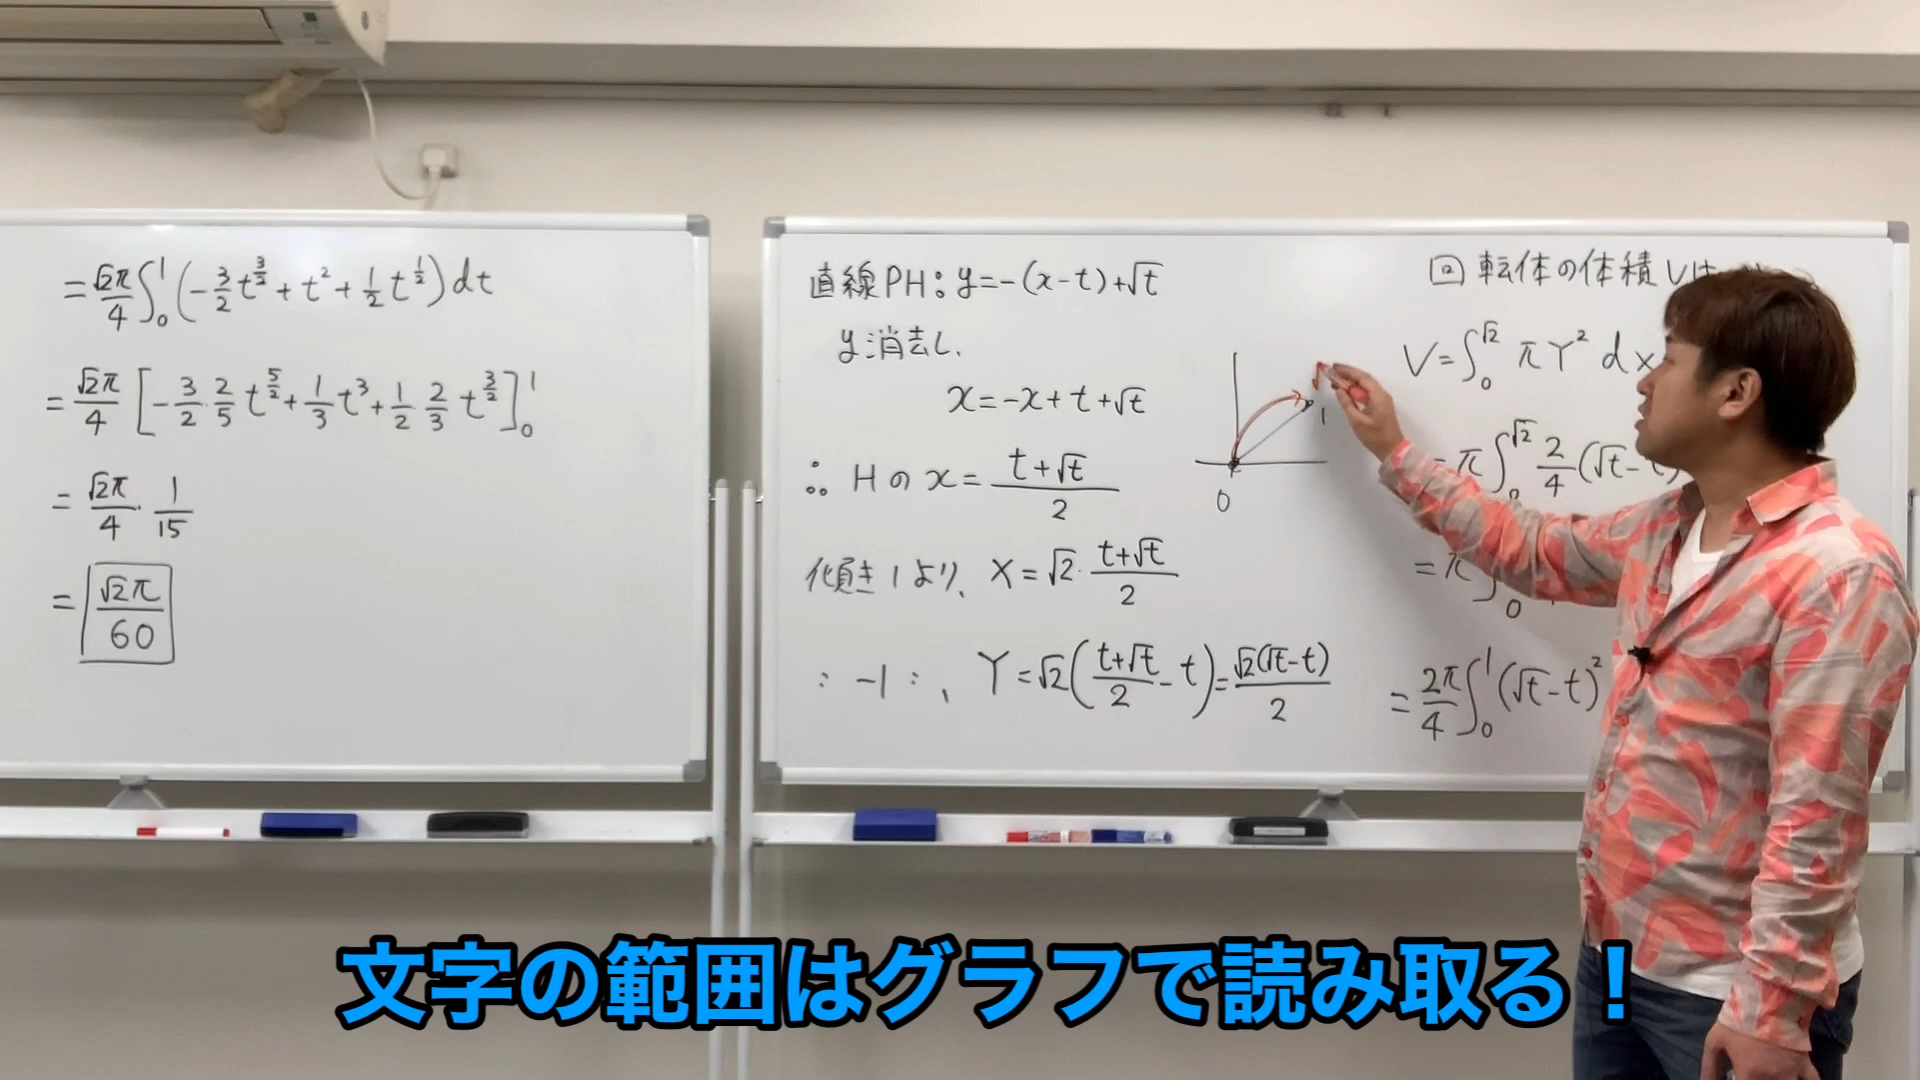 = √2π/4 ∫₀¹ (-3/2 t^{3/2} + t² + 1/2 t^{1/2}) dt
= √2π/4 [-3/2・2/5 t^{5/2} + 1/3 t³ + 1/2・2/3 t^{3/2}]₀¹
= √2π/4・1/15
= √2π/60
直線PH: y=-(x-t)+√t
y消去し、
x=-x+t+√t
∴ Hのx= (t+√t)/2
傾き1より、X=√2・(t+√t)/2
〃 -1 〃、Y=√2((t+√t)/2 - t)= √2(√t-t)/2
1
0
回転体の体積Vは
V=∫₀^{√2} πY² dx
= π∫₀^{√2} 2/4 (√t-t)
= π∫₀
= 2π/4 ∫₀¹ (√t-t)²
文字の範囲はグラフで読み取る！